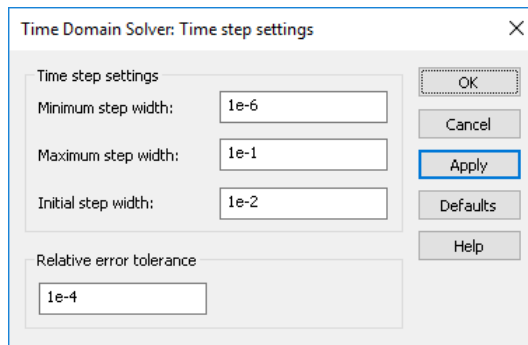 Time Domain Solver: Time step settings
Time step settings
Minimum step width: 1e-6
Maximum step width: 1e-1
Initial step width: 1e-2
Relative error tolerance
1e-4
OK
Cancel
Apply
Defaults
Help